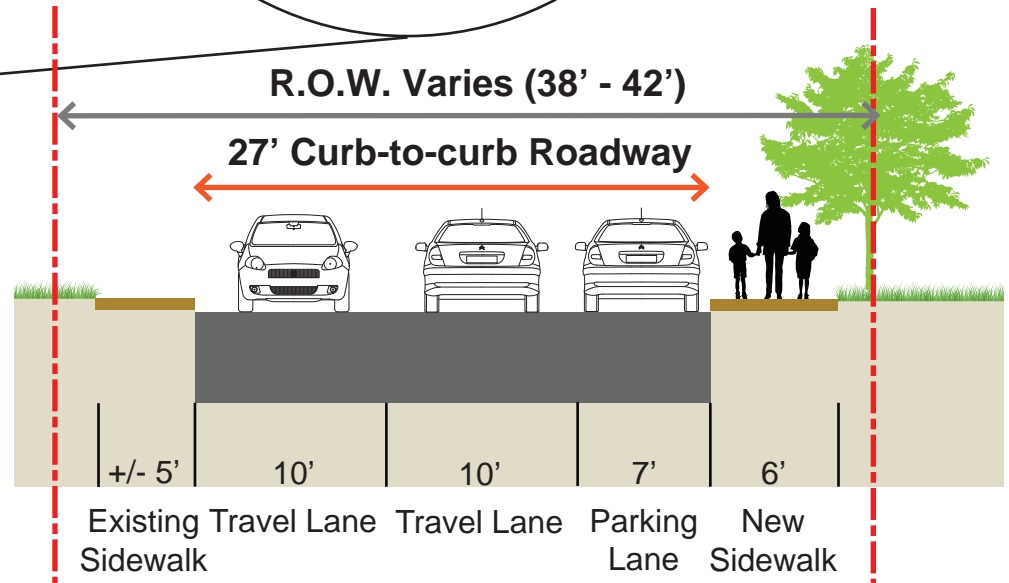 R.O.W. Varies (38’ - 42’)
27’ Curb-to-curb Roadway
+/- 5’ 10’ 10’ 7’ 6’
Existing Travel Lane Travel Lane Parking New
Sidewalk Lane Sidewalk